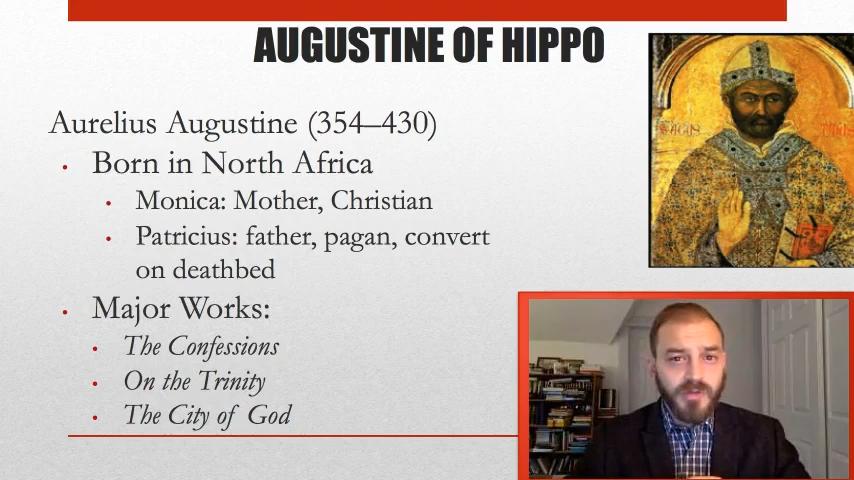 AUGUSTINE OF HIPPO
Aurelius Augustine (354–430)
• Born in North Africa
• Monica: Mother, Christian
• Patricius: father, pagan, convert
on deathbed
• Major Works:
• The Confessions
• On the Trinity
• The City of God